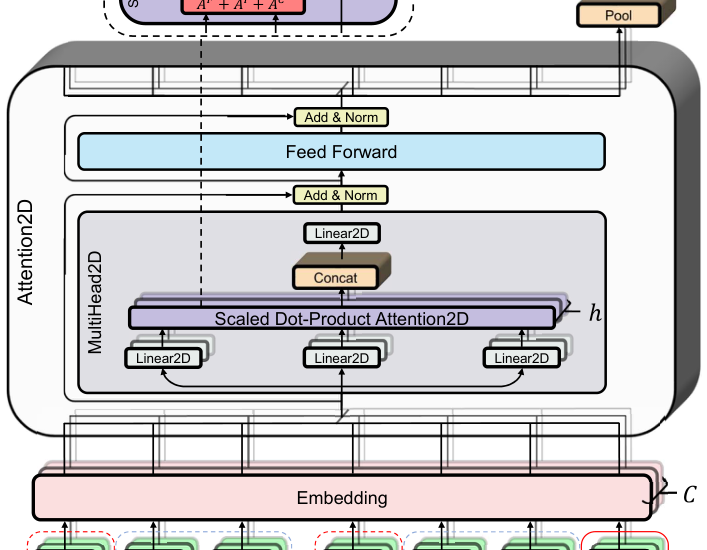 Pool
Add & Norm
Feed Forward
Add & Norm
Attention2D
MultiHead2D
Linear2D
Concat
Scaled Dot-Product Attention2D
h
Linear2D
Linear2D
Linear2D
Embedding
C